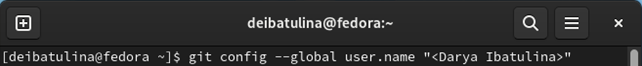 deibatulina@fedora:~
[deibatulina@fedora ~]$ git config --global user.name "<Darya Ibatulina>"